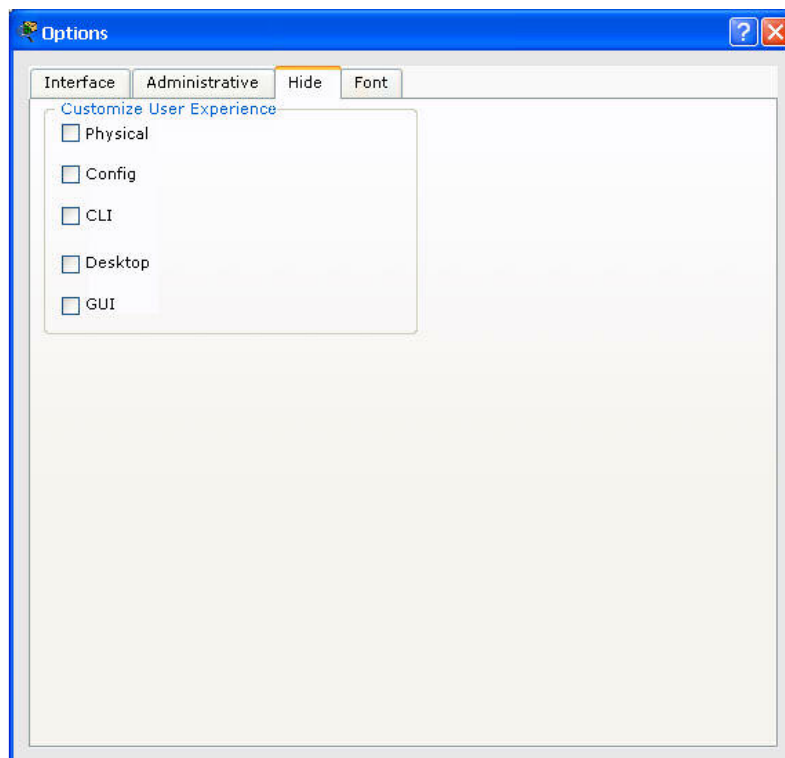 Options
Interface Administrative Hide Font
Customize User Experience
Physical
Config
CLI
Desktop
GUI